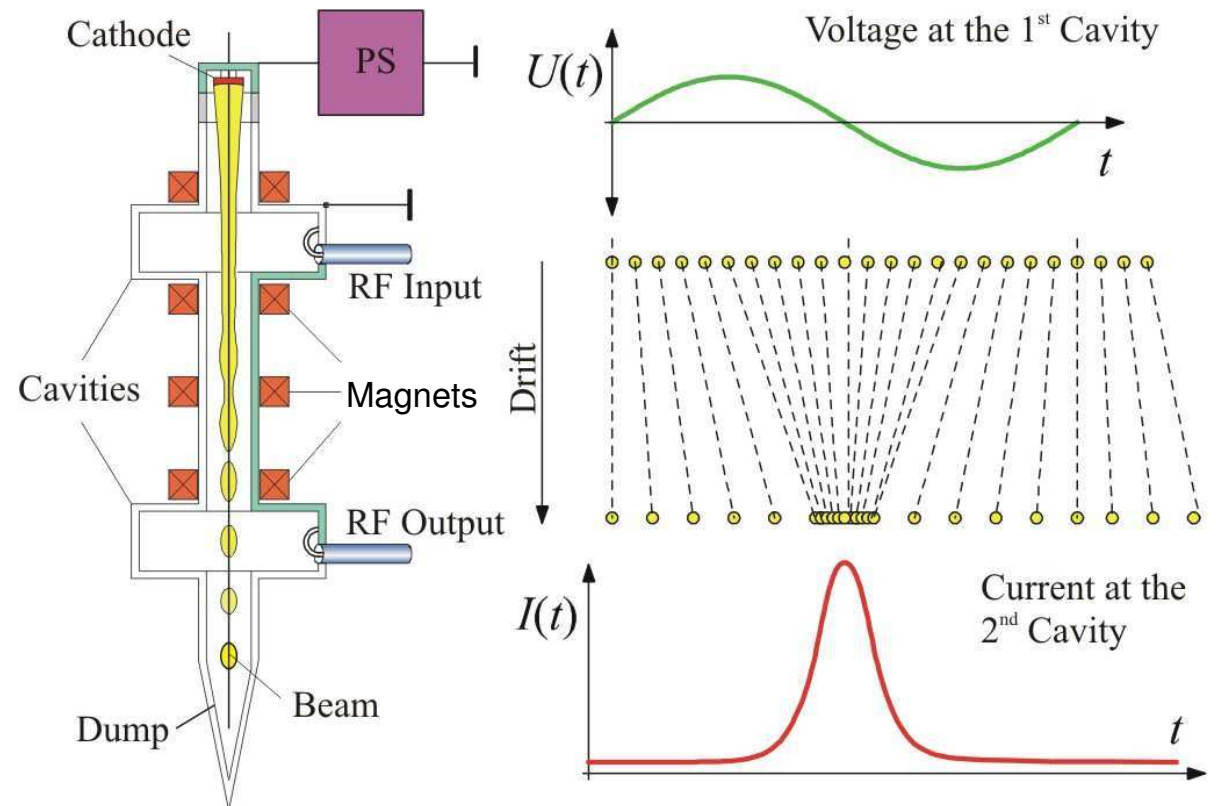 Cathode
PS
RF Input
Cavities
Magnets
RF Output
Beam
Dump
Voltage at the 1st Cavity
U(t)
t
Drift
I(t)
Current at the
2nd Cavity
t